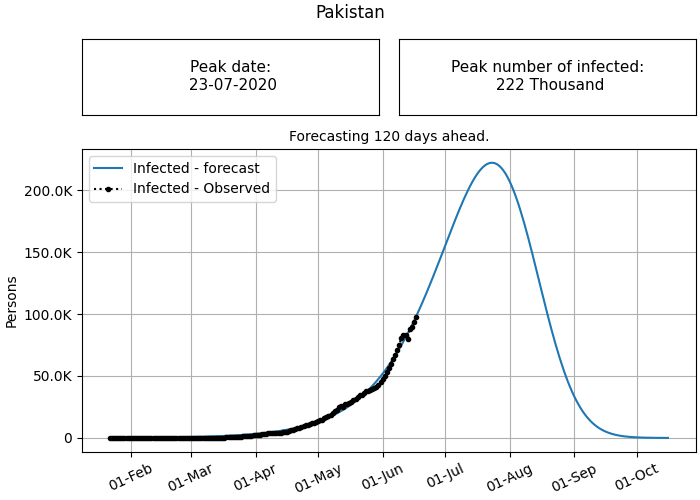 Pakistan
Peak date:
23-07-2020
Peak number of infected:
222 Thousand
Forecasting 120 days ahead.
Infected - forecast
Infected - Observed
Persons
200.0K
150.0K
100.0K
50.0K
0
01-Feb
01-Mar
01-Apr
01-May
01-Jun
01-Jul
01-Aug
01-Sep
01-Oct